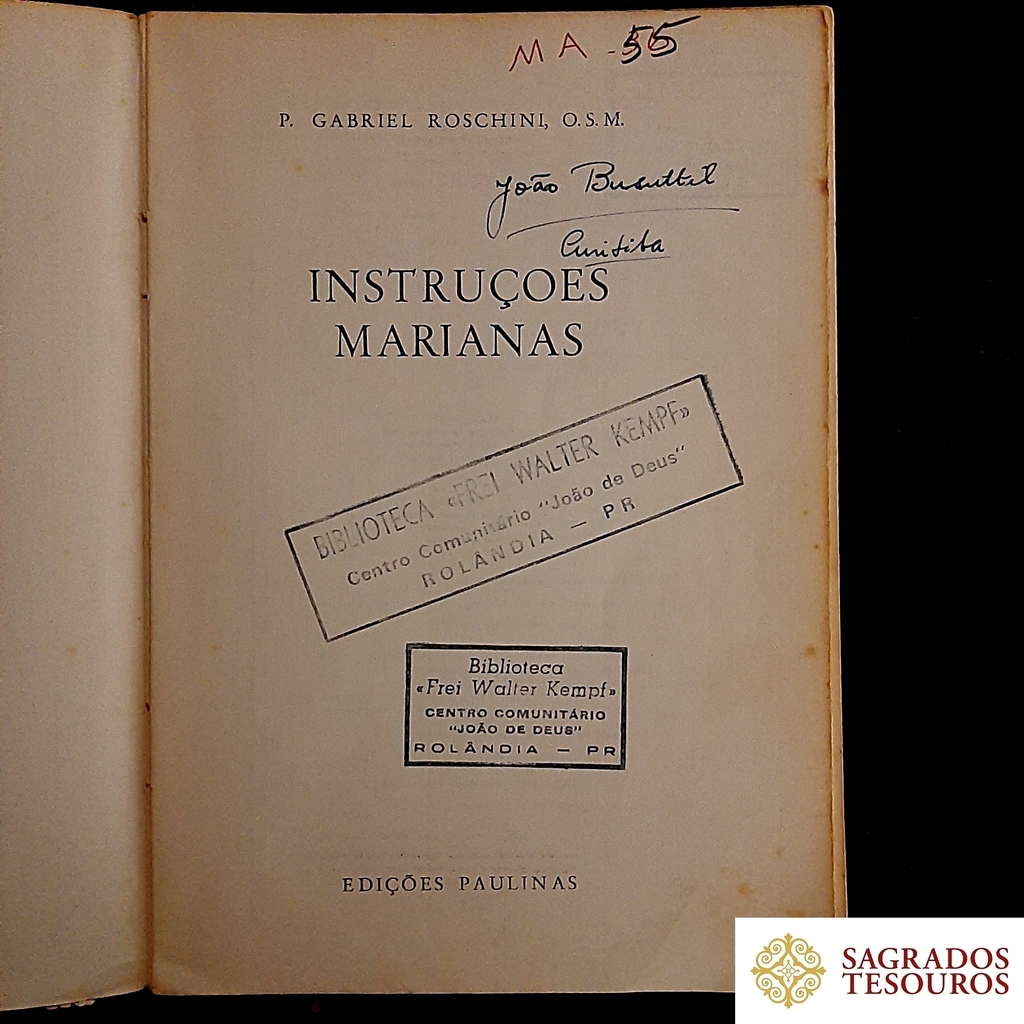 MA - 55
P. GABRIEL ROSCHINI, O.S.M.
João Busuttil
Curitiba
INSTRUÇOES
MARIANAS
BIBLIOTECA «FREI WALTER KEMPF»
Centro Comunitário "João de Deus"
ROLÂNDIA — PR
Biblioteca
«Frei Walter Kempf»
CENTRO COMUNITÁRIO
"JOÃO DE DEUS"
ROLÂNDIA — PR
EDIÇÕES PAULINAS
SAGRADOS
TESOUROS